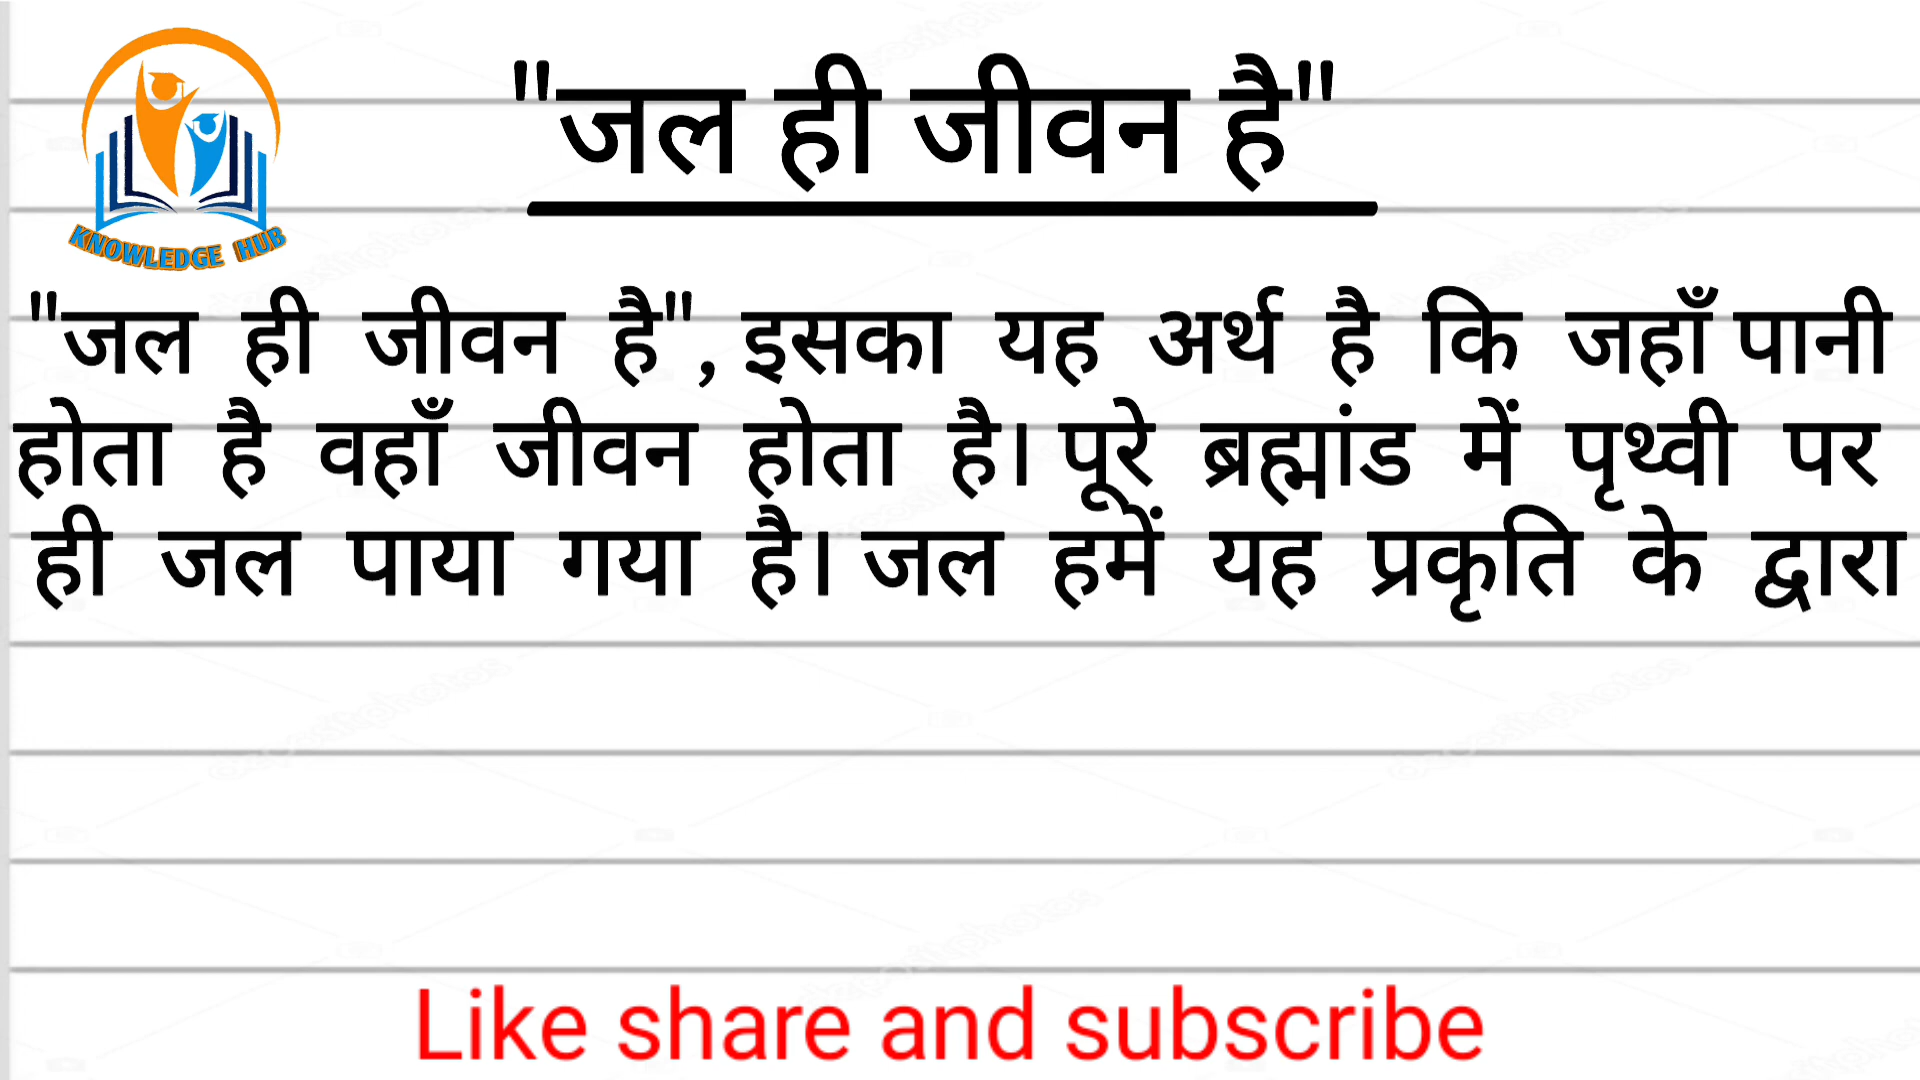 "जल ही जीवन है"
KNOWLEDGE HUB
"जल ही जीवन है", इसका यह अर्थ है कि जहाँ पानी
होता है वहाँ जीवन होता है। पूरे ब्रह्मांड में पृथ्वी पर
ही जल पाया गया है। जल हमें यह प्रकृति के द्वारा
Like share and subscribe